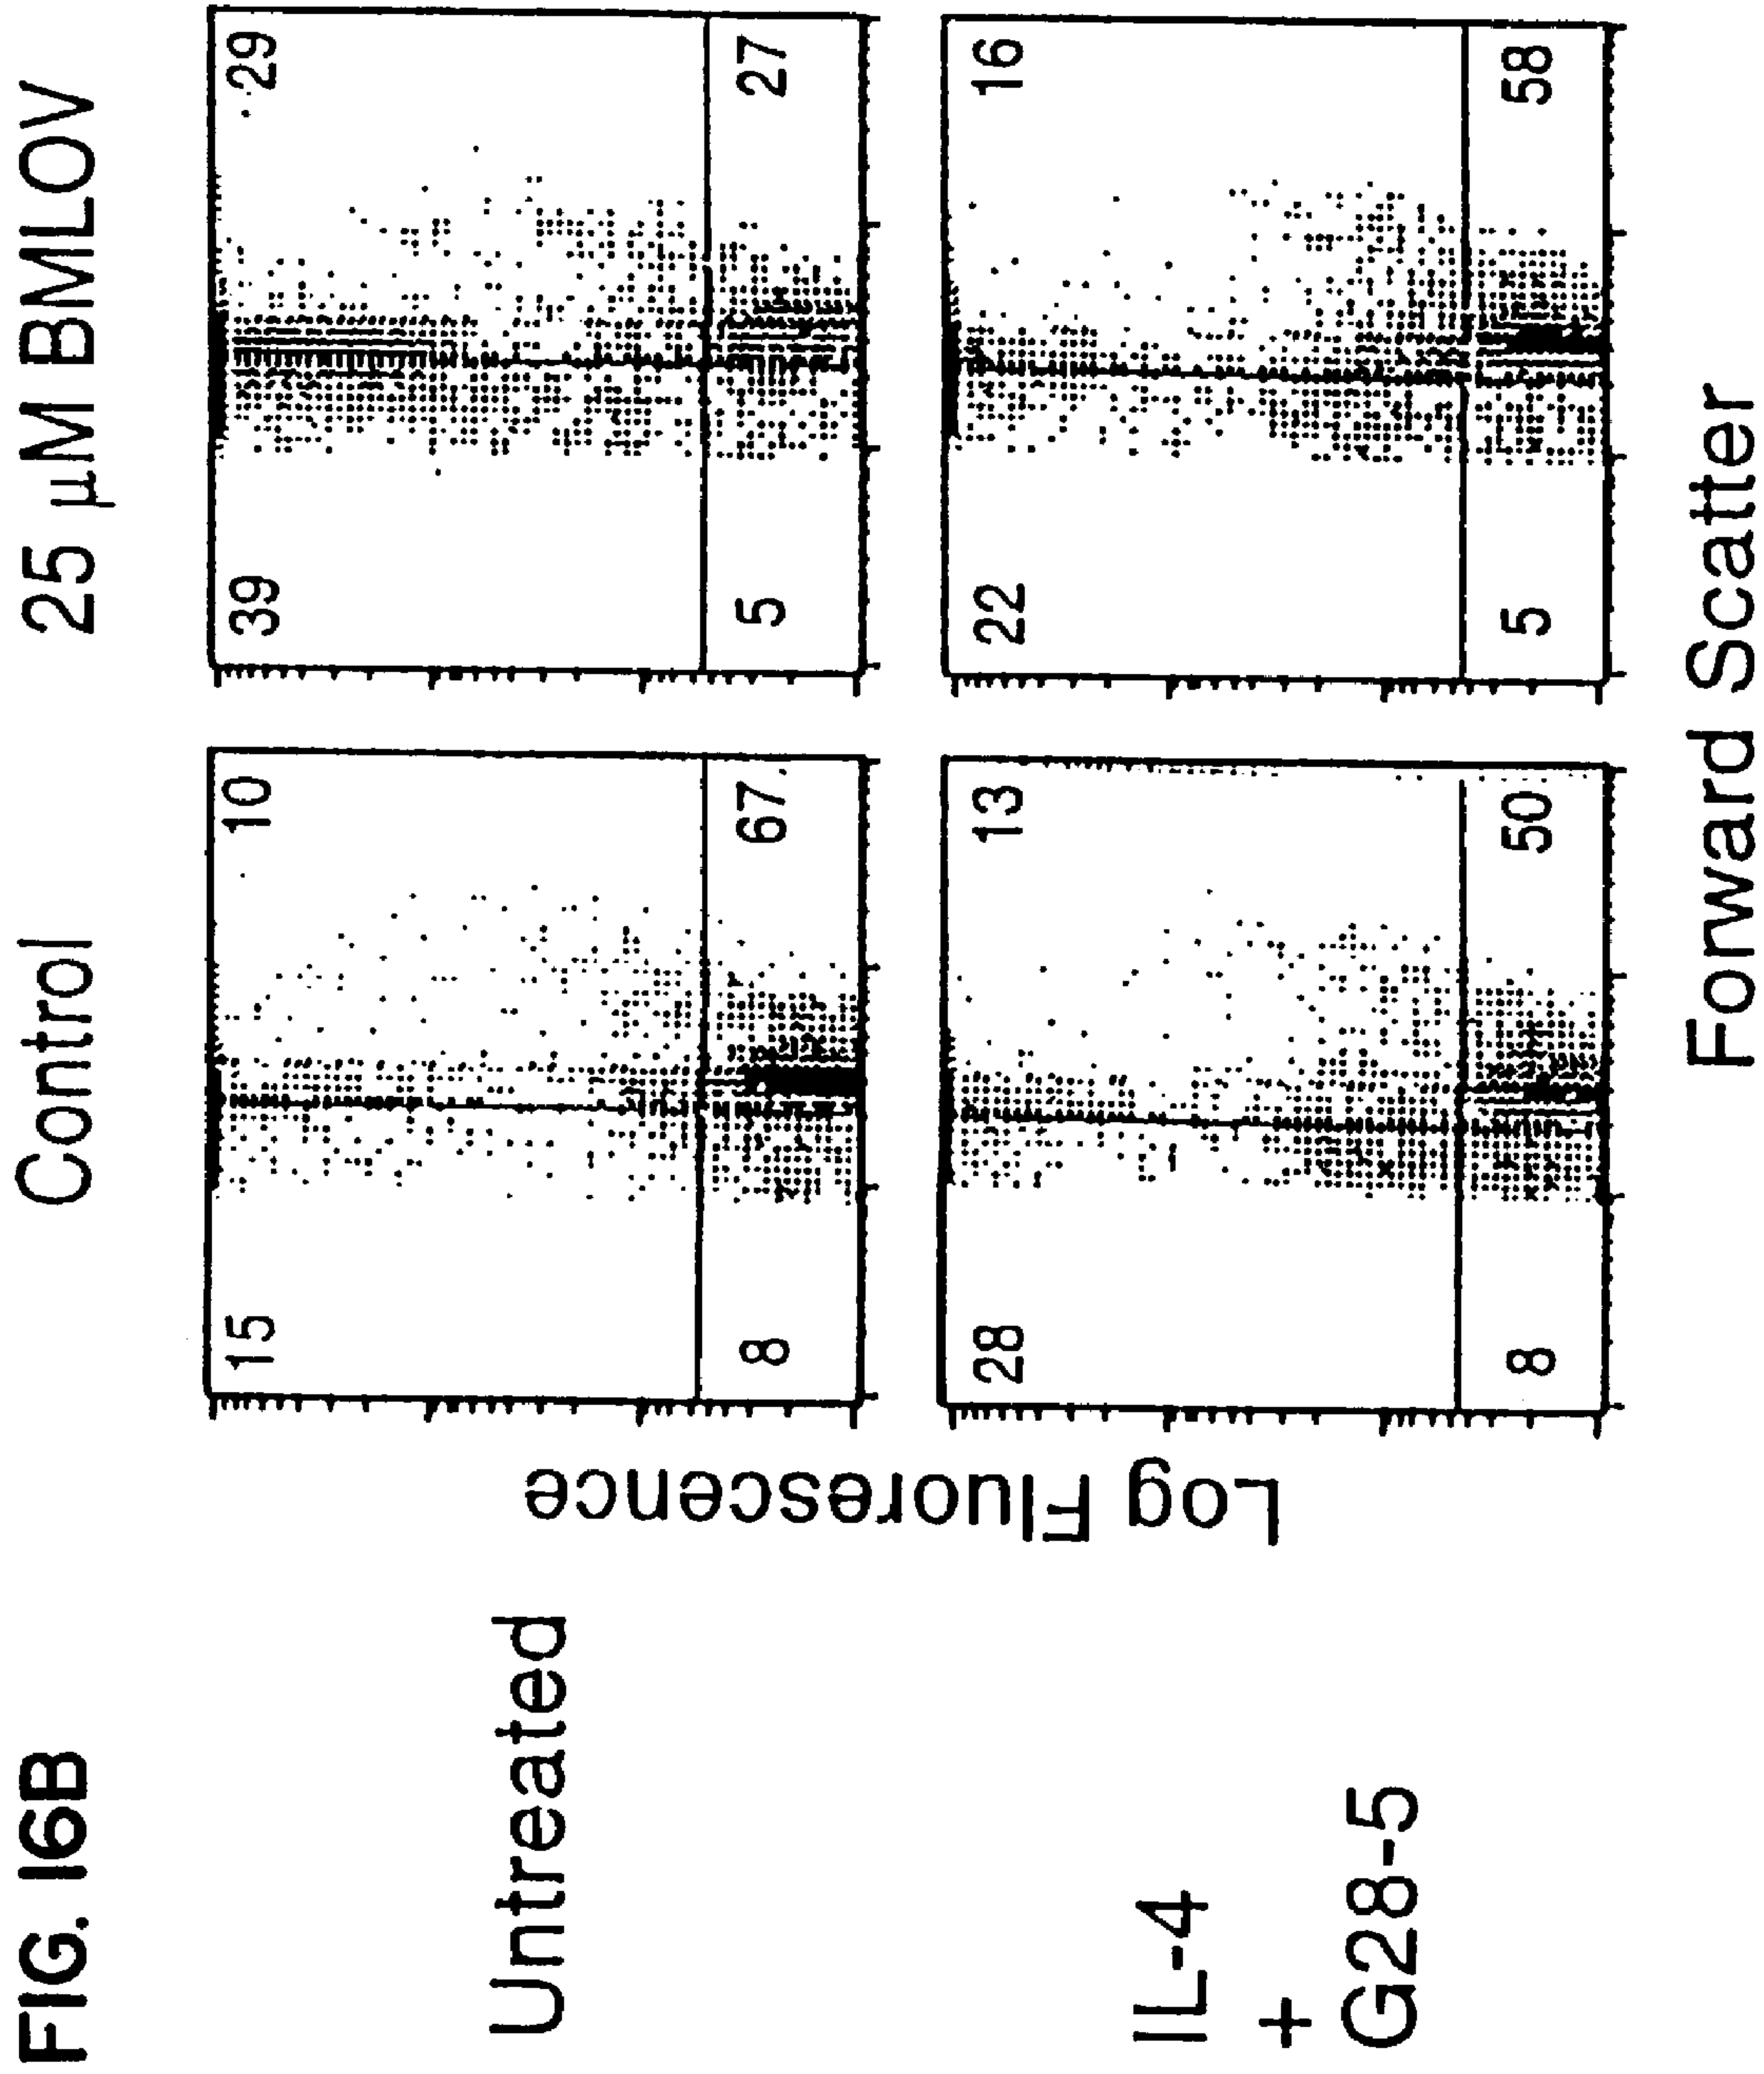 FIG. 16B
Control
25 µM BMLOV
Untreated
Log Fluorescence
15
10
8
67
39
29
5
27
IL-4
+
G28-5
28
13
8
50
22
16
5
58
Forward Scatter